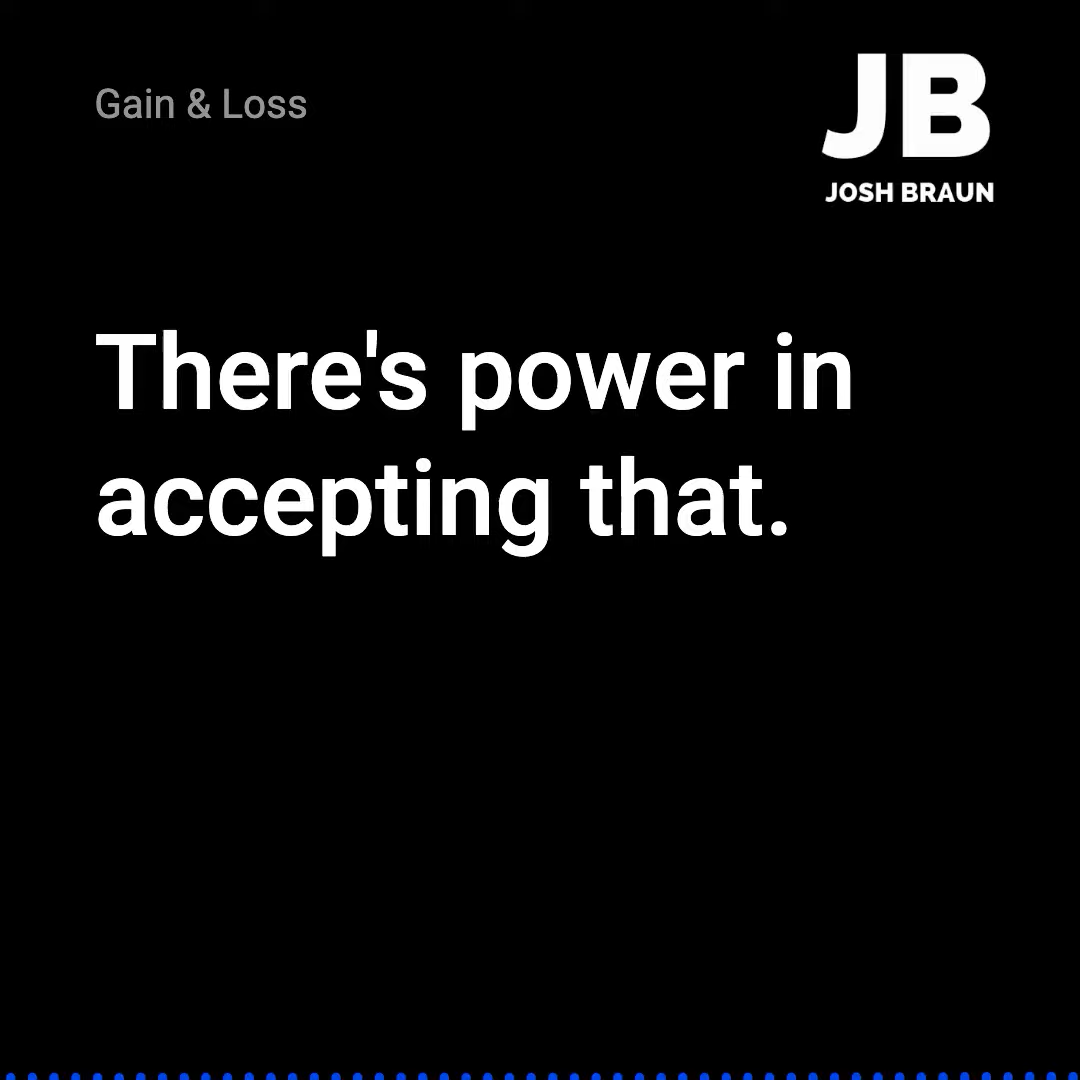 Gain & Loss
JB
JOSH BRAUN
There's power in
accepting that.